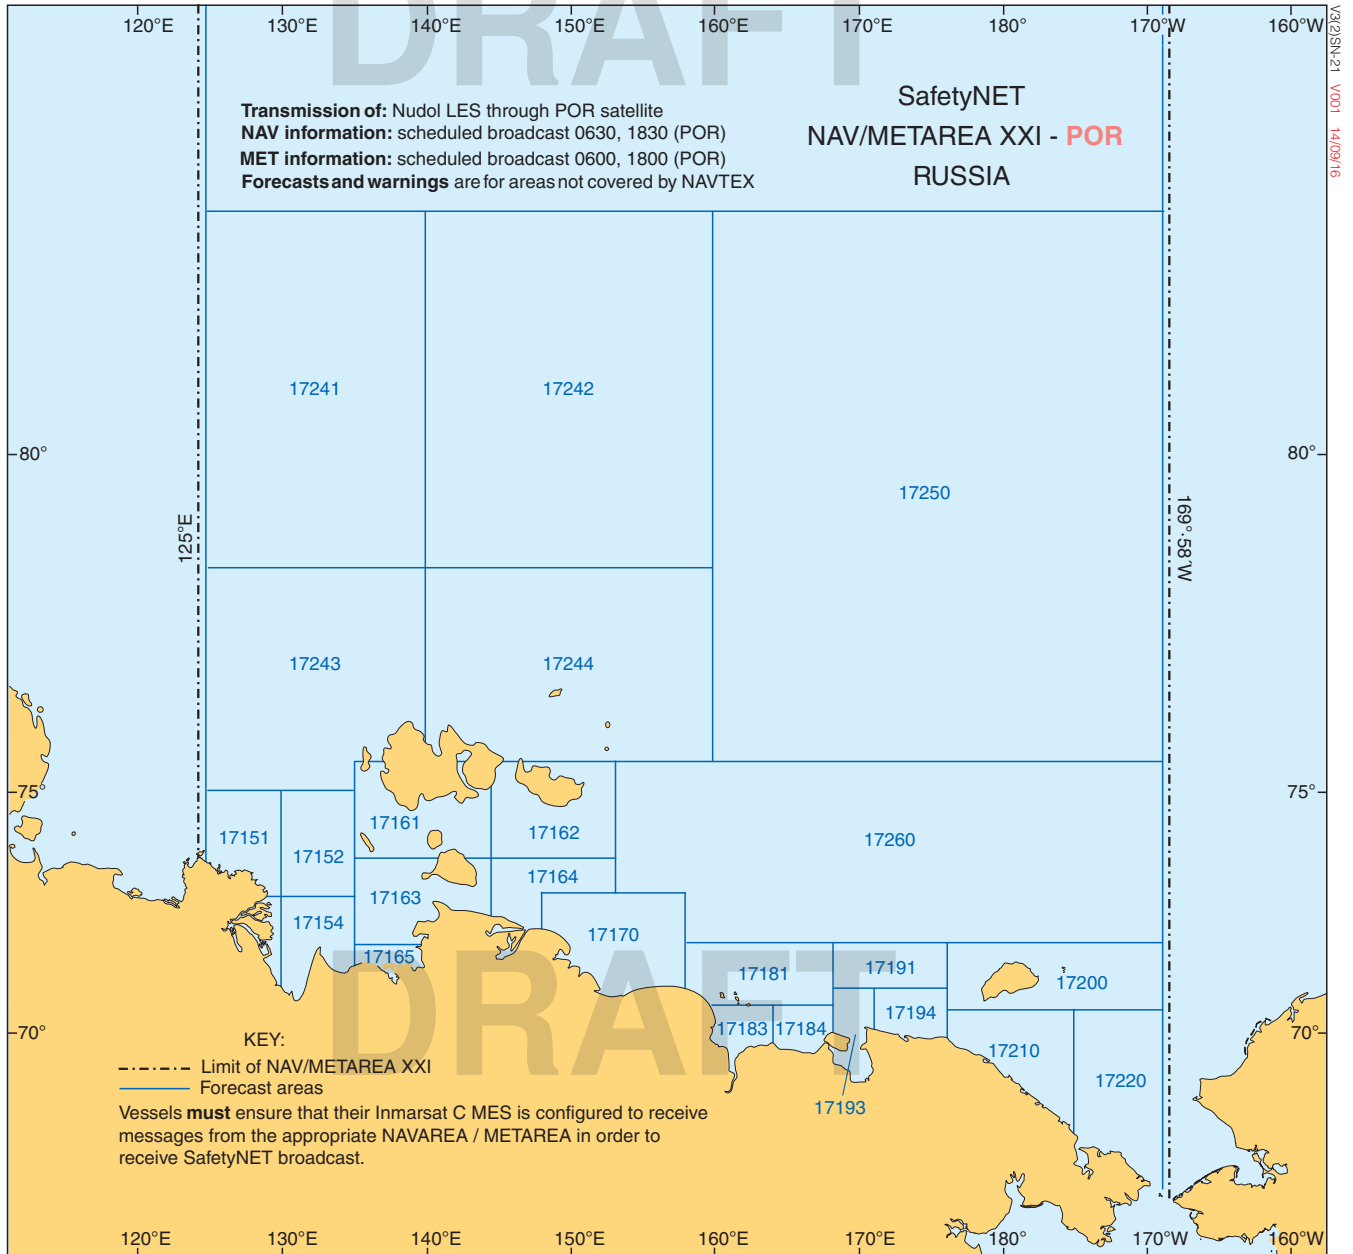 DRAFT
120°E 130°E 140°E 150°E 160°E 170°E 180° 170°W 160°W
V3(2)SN-21 V001 14/09/16
SafetyNET
NAV/METAREA XXI - POR
RUSSIA
Transmission of: Nudol LES through POR satellite
NAV information: scheduled broadcast 0630, 1830 (POR)
MET information: scheduled broadcast 0600, 1800 (POR)
Forecasts and warnings are for areas not covered by NAVTEX
17241
17242
80°
80°
17250
125°E
169°·58´W
17243
17244
75°
75°
17161
17151
17162
17260
17152
17164
17163
17154
17170
17165
17181
17191
17200
17194
17183
17184
70°
70°
17210
17220
17193
KEY:
Limit of NAV/METAREA XXI
Forecast areas
Vessels must ensure that their Inmarsat C MES is configured to receive
messages from the appropriate NAVAREA / METAREA in order to
receive SafetyNET broadcast.
DRAFT
120°E 130°E 140°E 150°E 160°E 170°E 180° 170°W 160°W